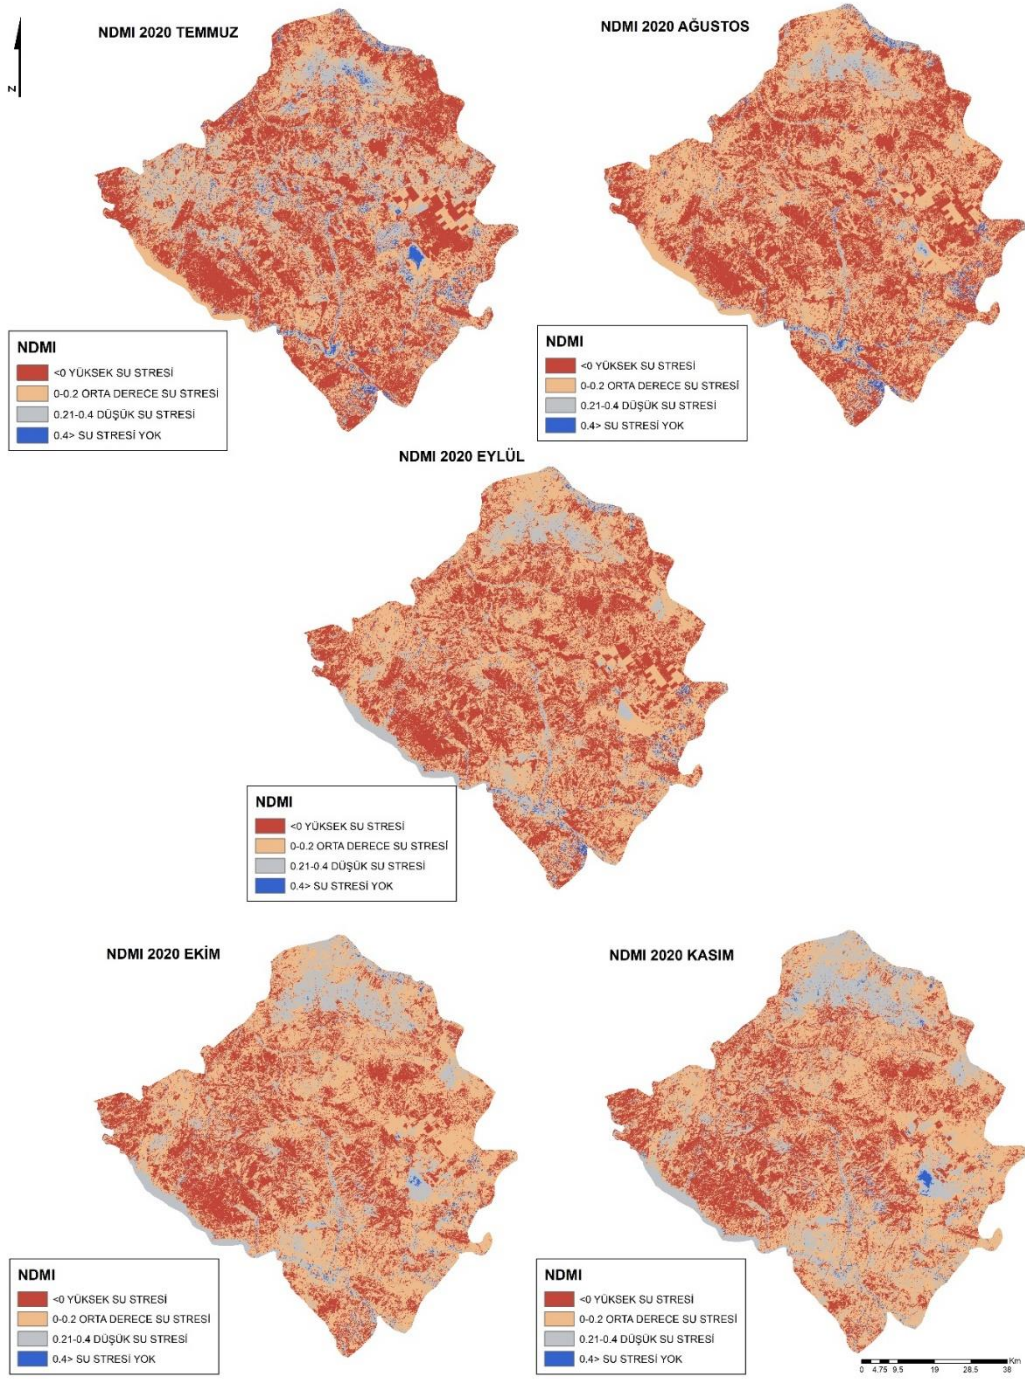 NDMI 2020 TEMMUZ
NDMI 2020 AĞUSTOS
N
NDMI
<0 YÜKSEK SU STRESİ
0-0.2 ORTA DERECE SU STRESİ
0.21-0.4 DÜŞÜK SU STRESİ
0.4> SU STRESİ YOK
NDMI
<0 YÜKSEK SU STRESİ
0-0.2 ORTA DERECE SU STRESİ
0.21-0.4 DÜŞÜK SU STRESİ
0.4> SU STRESİ YOK
NDMI 2020 EYLÜL
NDMI
<0 YÜKSEK SU STRESİ
0-0.2 ORTA DERECE SU STRESİ
0.21-0.4 DÜŞÜK SU STRESİ
0.4> SU STRESİ YOK
NDMI 2020 EKİM
NDMI 2020 KASIM
NDMI
<0 YÜKSEK SU STRESİ
0-0.2 ORTA DERECE SU STRESİ
0.21-0.4 DÜŞÜK SU STRESİ
0.4> SU STRESİ YOK
NDMI
<0 YÜKSEK SU STRESİ
0-0.2 ORTA DERECE SU STRESİ
0.21-0.4 DÜŞÜK SU STRESİ
0.4> SU STRESİ YOK
Km
0 4.75 9.5 19 28.5 38